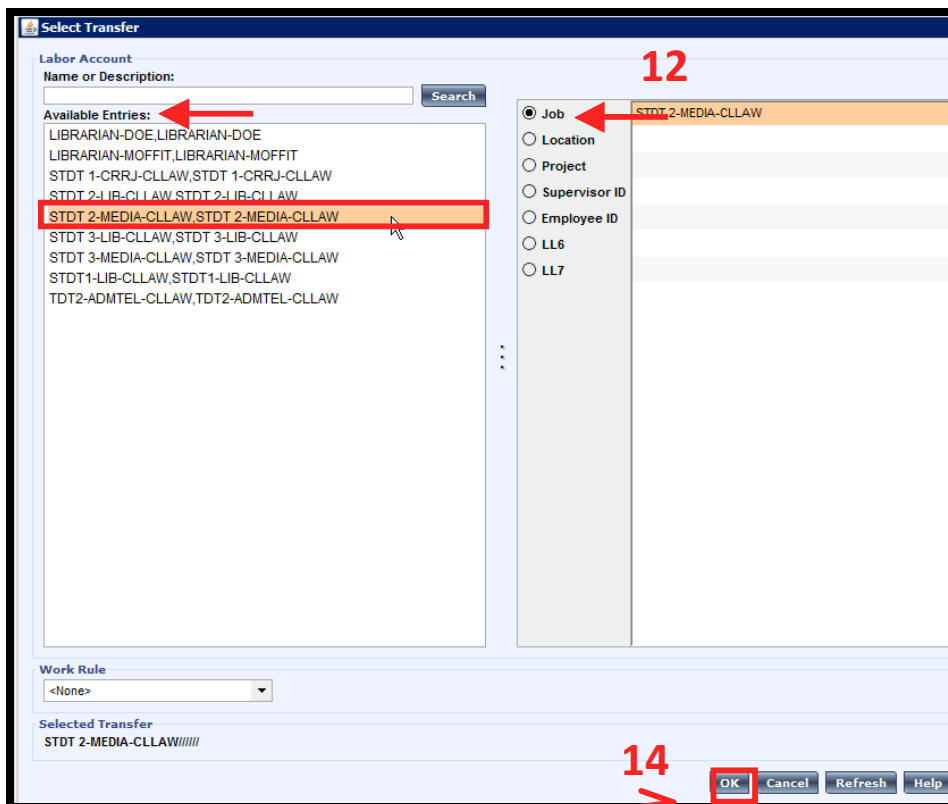 Select Transfer
Labor Account
12
Name or Description:
Search
Available Entries:
LIBRARIAN-DOE,LIBRARIAN-DOE
LIBRARIAN-MOFFIT,LIBRARIAN-MOFFIT
STDT 1-CRRJ-CLLAW,STDT 1-CRRJ-CLLAW
STDT 2-LIB-CLLAW,STDT 2-LIB-CLLAW
STDT 2-MEDIA-CLLAW,STDT 2-MEDIA-CLLAW
STDT 3-LIB-CLLAW,STDT 3-LIB-CLLAW
STDT 3-MEDIA-CLLAW,STDT 3-MEDIA-CLLAW
STDT1-LIB-CLLAW,STDT1-LIB-CLLAW
TDT2-ADMTEL-CLLAW,TDT2-ADMTEL-CLLAW
Job STDT 2-MEDIA-CLLAW
Location
Project
Supervisor ID
Employee ID
LL6
LL7
Work Rule
<None>
Selected Transfer
STDT 2-MEDIA-CLLAW//////
14
OK Cancel Refresh Help